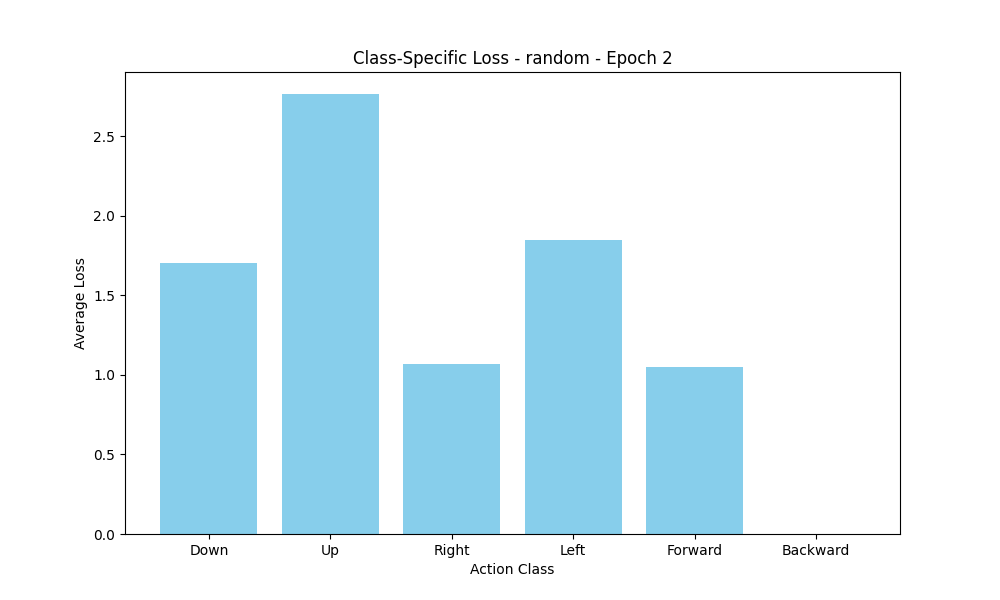 Class-Specific Loss - random - Epoch 2
Average Loss
2.5
2.0
1.5
1.0
0.5
0.0
Down Up Right Left Forward Backward
Action Class